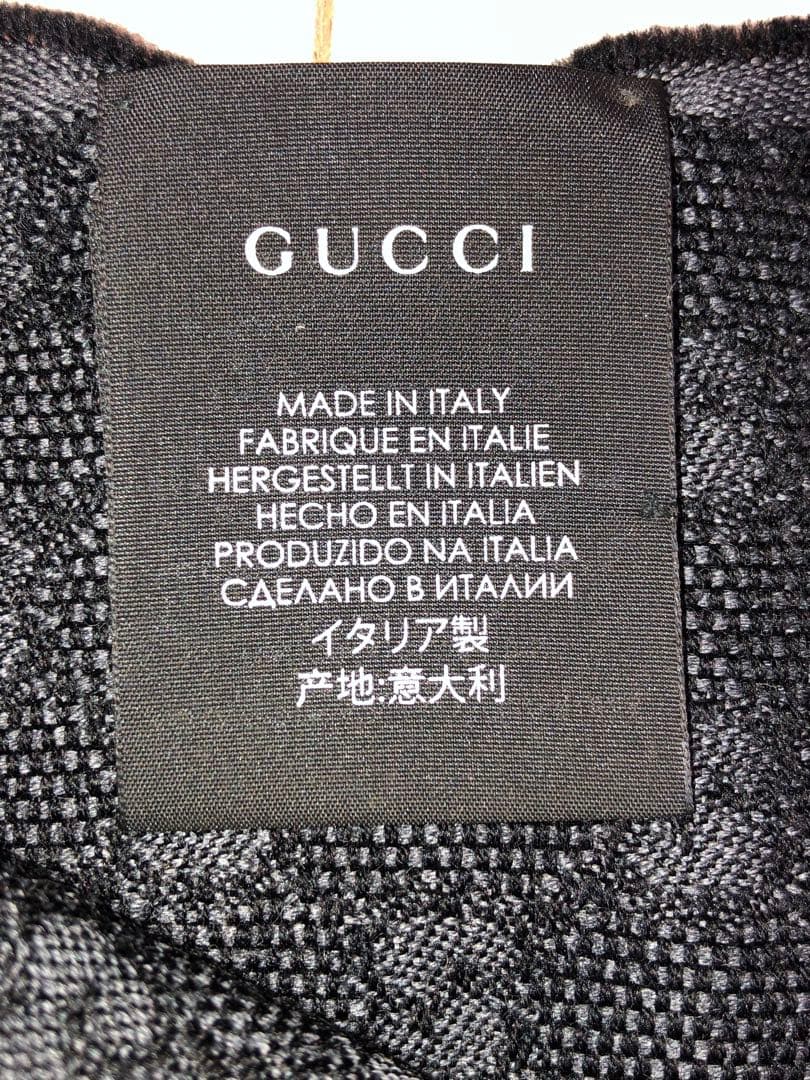 GUCCI
MADE IN ITALY
FABRIQUE EN ITALIE
HERGESTELLT IN ITALIEN
HECHO EN ITALIA
PRODUZIDO NA ITALIA
СДЕЛАНО В ИТАЛИИ
イタリア製
产地:意大利